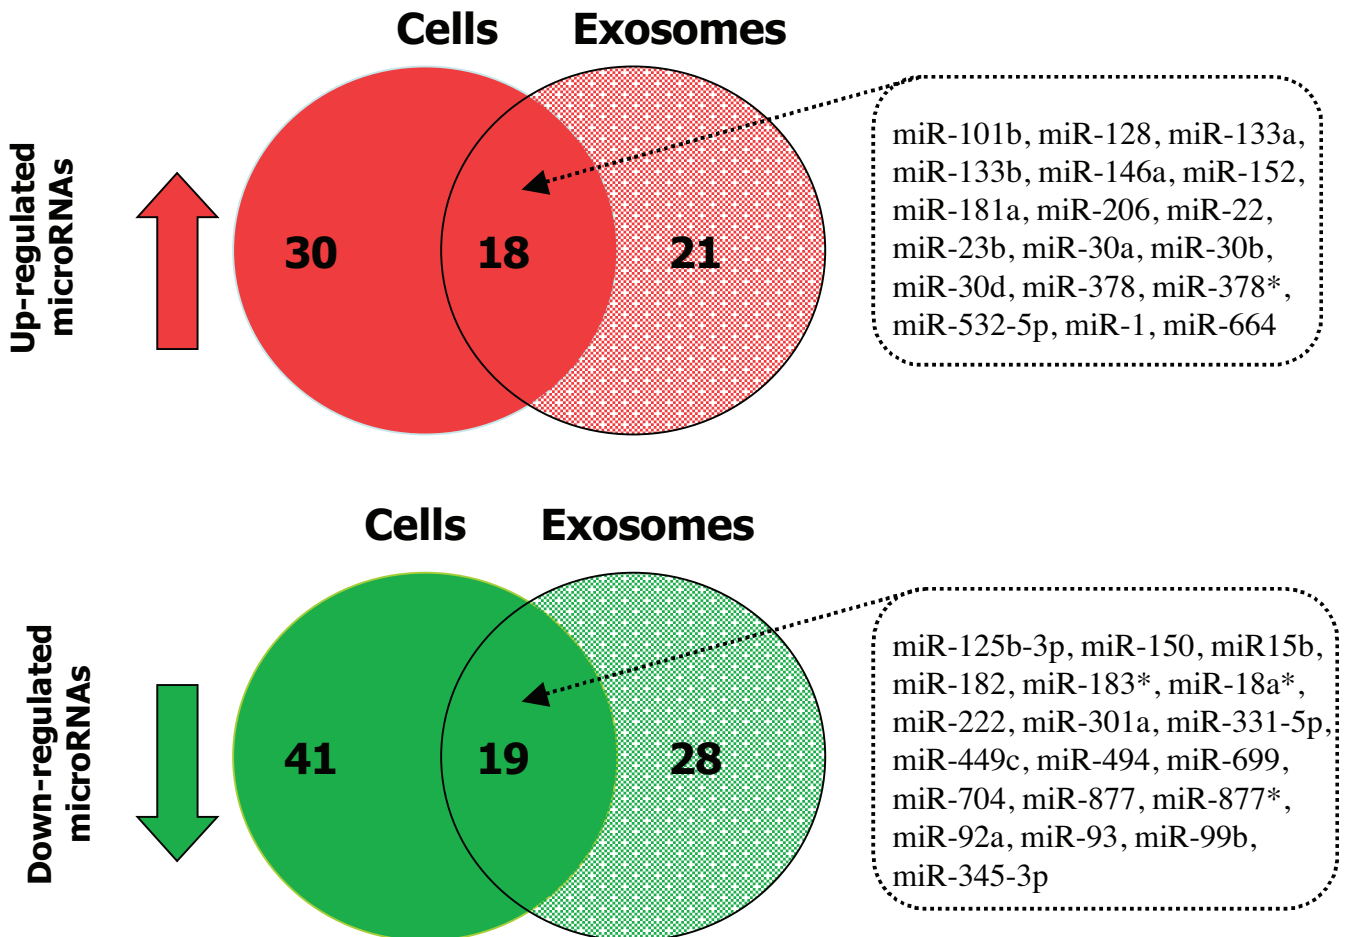 Cells Exosomes
Up-regulated
microRNAs
30 18 21
miR-101b, miR-128, miR-133a,
miR-133b, miR-146a, miR-152,
miR-181a, miR-206, miR-22,
miR-23b, miR-30a, miR-30b,
miR-30d, miR-378, miR-378*,
miR-532-5p, miR-1, miR-664
Cells Exosomes
Down-regulated
microRNAs
41 19 28
miR-125b-3p, miR-150, miR15b,
miR-182, miR-183*, miR-18a*,
miR-222, miR-301a, miR-331-5p,
miR-449c, miR-494, miR-699,
miR-704, miR-877, miR-877*,
miR-92a, miR-93, miR-99b,
miR-345-3p